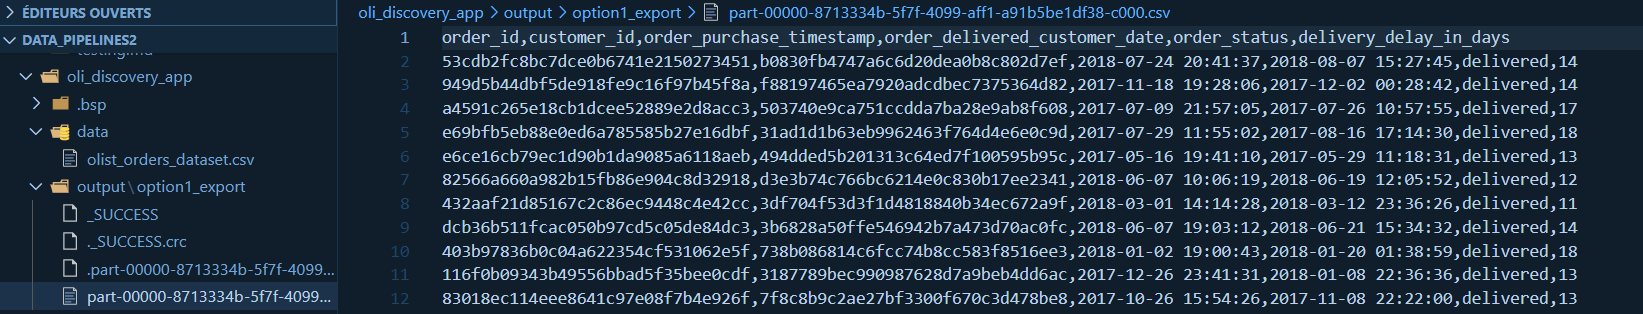 ÉDITEURS OUVERTS
DATA_PIPELINES2
oli_discovery_app
.bsp
data
olist_orders_dataset.csv
output\option1_export
_SUCCESS
._SUCCESS.crc
.part-00000-8713334b-5f7f-4099...
part-00000-8713334b-5f7f-4099...
oli_discovery_app > output > option1_export > part-00000-8713334b-5f7f-4099-aff1-a91b5be1df38-c000.csv
1 order_id,customer_id,order_purchase_timestamp,order_delivered_customer_date,order_status,delivery_delay_in_days
2 53cdb2fc8bc7dce0b6741e2150273451,b0830fb4747a6c6d20dea0b8c802d7ef,2018-07-24 20:41:37,2018-08-07 15:27:45,delivered,14
3 949d5b44dbf5de918fe9c16f97b45f8a,f88197465ea7920adcdbec7375364d82,2017-11-18 19:28:06,2017-12-02 00:28:42,delivered,14
4 a4591c265e18cb1dcee52889e2d8acc3,503740e9ca751ccdda7ba28e9ab8f608,2017-07-09 21:57:05,2017-07-26 10:57:55,delivered,17
5 e69bfb5eb88e0ed6a785585b27e16dbf,31ad1d1b63eb9962463f764d4e6e0c9d,2017-07-29 11:55:02,2017-08-16 17:14:30,delivered,18
6 e6ce16cb79ec1d90b1da9085a6118aeb,494dded5b201313c64ed7f100595b95c,2017-05-16 19:41:10,2017-05-29 11:18:31,delivered,13
7 82566a660a982b15fb86e904c8d32918,d3e3b74c766bc6214e0c830b17ee2341,2018-06-07 10:06:19,2018-06-19 12:05:52,delivered,12
8 432aaf21d85167c2c86ec9448c4e42cc,3df704f53d3f1d4818840b34ec672a9f,2018-03-01 14:14:28,2018-03-12 23:36:26,delivered,11
9 dcb36b511fcac050b97cd5c05de84dc3,3b6828a50ffe546942b7a473d70ac0fc,2018-06-07 19:03:12,2018-06-21 15:34:32,delivered,14
10 403b97836b0c04a622354cf531062e5f,738b086814c6fcc74b8cc583f8516ee3,2018-01-02 19:00:43,2018-01-20 01:38:59,delivered,18
11 116f0b09343b49556bbad5f35bee0cdf,3187789bec990987628d7a9beb4dd6ac,2017-12-26 23:41:31,2018-01-08 22:36:36,delivered,13
12 83018ec114eee8641c97e08f7b4e926f,7f8c8b9c2ae27bf3300f670c3d478be8,2017-10-26 15:54:26,2017-11-08 22:22:00,delivered,13